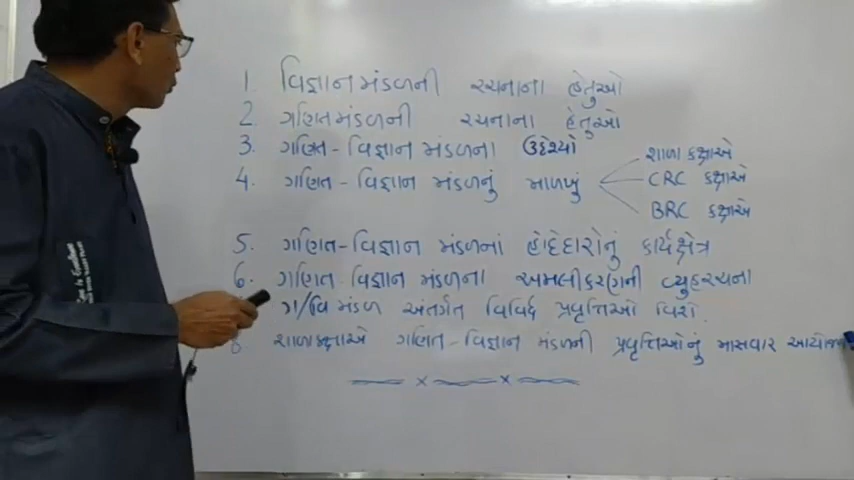 1. વિજ્ઞાન મંડળની રચનાના હેતુઓ
2. ગણિત મંડળની રચનાના હેતુઓ
3. ગણિત - વિજ્ઞાન મંડળના ઉદ્દેશ્યો
4. ગણિત - વિજ્ઞાન મંડળનું માળખું
શાળા કક્ષાએ
CRC કક્ષાએ
BRC કક્ષાએ
5. ગણિત-વિજ્ઞાન મંડળનાં હોદ્દેદારોનું કાર્યક્ષેત્ર
6. ગણિત-વિજ્ઞાન મંડળના અમલીકરણની વ્યુહરચના
ગ/વિ મંડળ અંતર્ગત વિવિધ પ્રવૃત્તિઓ વિશે.
8. શાળાકક્ષાએ ગણિત-વિજ્ઞાન મંડળની પ્રવૃત્તિઓનું માસવાર આયોજન